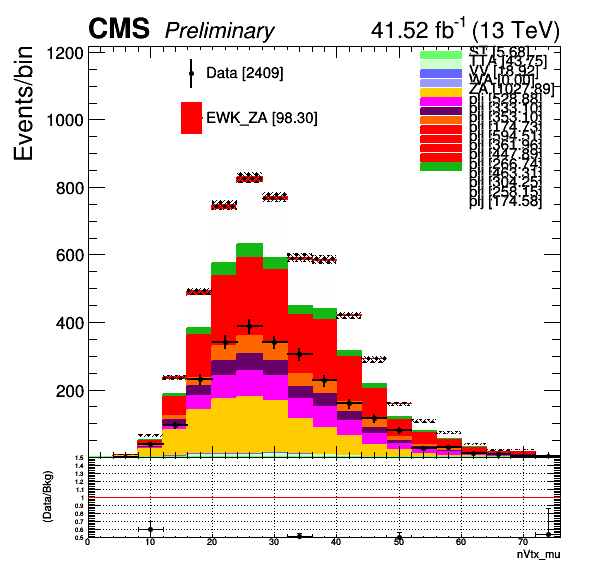 CMS Preliminary 41.52 fb⁻¹ (13 TeV)
Events/bin
1200
1000
800
600
400
200
Data [2409]
EWK_ZA [98.30]
ST [5.68]
TTA [43.75]
VV [18.92]
WA [0.00]
ZA [1027.89]
plj [528.88]
plj [333.10]
plj [353.10]
plj [174.73]
plj [594.51]
plj [361.96]
plj [447.89]
plj [266.74]
plj [463.31]
plj [304.25]
plj [258.15]
plj [174.58]
(Data/Bkg)
1.5
1.4
1.3
1.2
1.1
1
0.9
0.8
0.7
0.6
0.5
0 10 20 30 40 50 60 70
nVtx_mu